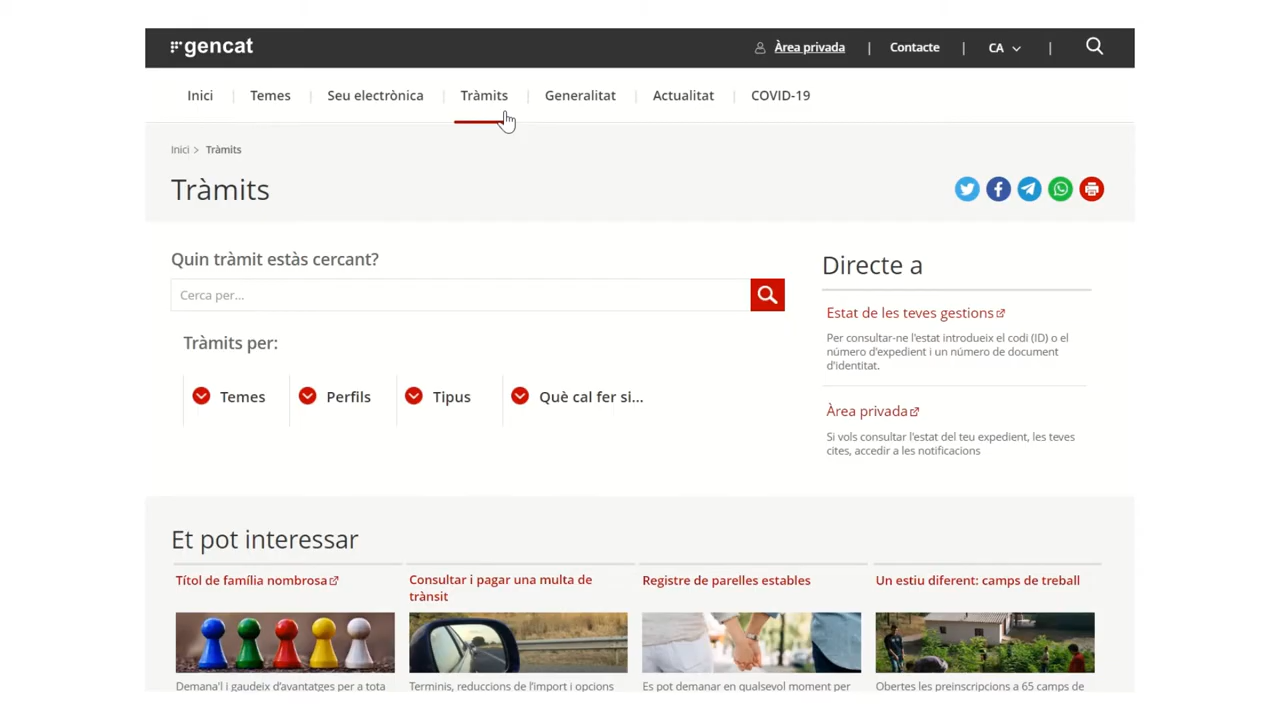 gencat
Àrea privada | Contacte | CA |
Inici | Temes | Seu electrònica | Tràmits | Generalitat | Actualitat | COVID-19
Inici > Tràmits
Tràmits
Quin tràmit estàs cercant?
Cerca per...
Tràmits per:
Temes
Perfils
Tipus
Què cal fer si...
Directe a
Estat de les teves gestions
Per consultar-ne l'estat introdueix el codi (ID) o el
número d'expedient i un número de document
d'identitat.
Àrea privada
Si vols consultar l'estat del teu expedient, les teves
cites, accedir a les notificacions
Et pot interessar
Títol de família nombrosa
Demana'l i gaudeix d'avantatges per a tota
Consultar i pagar una multa de
trànsit
Terminis, reduccions de l'import i opcions
Registre de parelles estables
Es pot demanar en qualsevol moment per
Un estiu diferent: camps de treball
Obertes les preinscripcions a 65 camps de